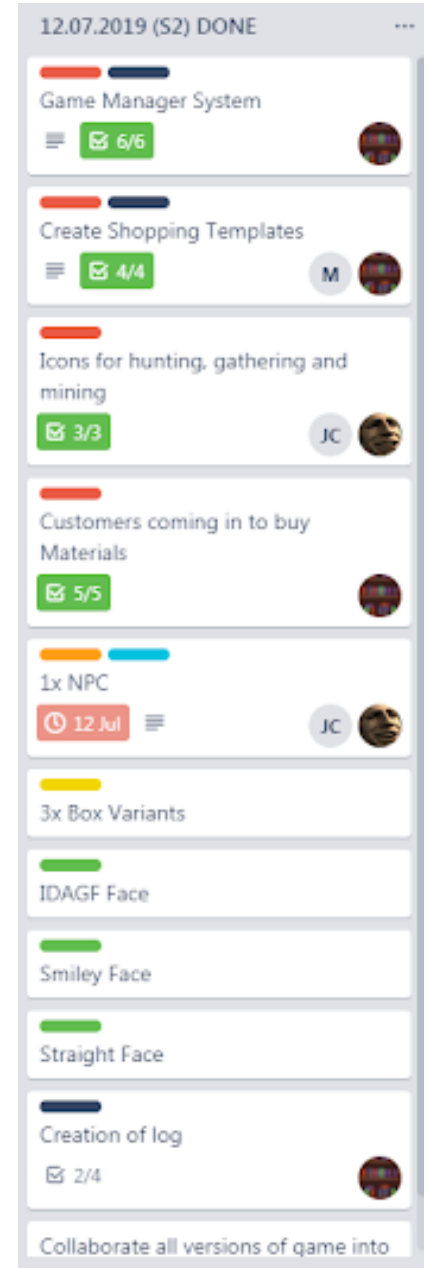 12.07.2019 (S2) DONE
Game Manager System
6/6
Create Shopping Templates
4/4
M
Icons for hunting, gathering and
mining
3/3
JC
Customers coming in to buy
Materials
5/5
1x NPC
12 Jul
JC
3x Box Variants
IDAGF Face
Smiley Face
Straight Face
Creation of log
2/4
Collaborate all versions of game into